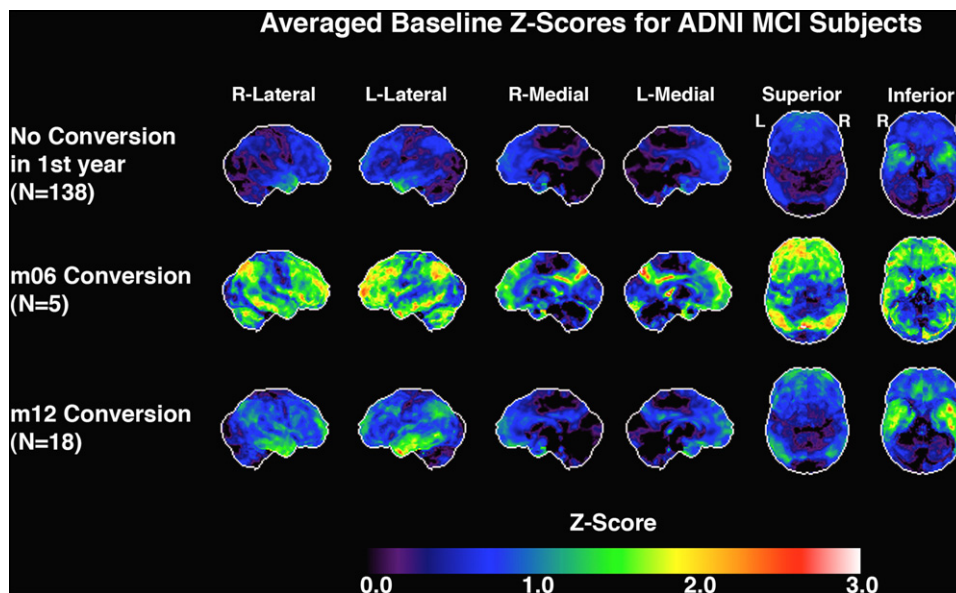 Averaged Baseline Z-Scores for ADNI MCI Subjects
R-Lateral L-Lateral R-Medial L-Medial Superior Inferior
L R R
No Conversion
in 1st year
(N=138)
m06 Conversion
(N=5)
m12 Conversion
(N=18)
Z-Score
0.0 1.0 2.0 3.0